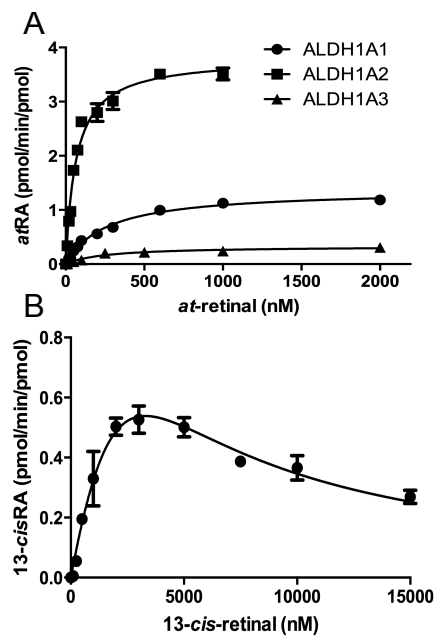 A
ALDH1A1
ALDH1A2
ALDH1A3
atRA (pmol/min/pmol)
4
3
2
1
0
0 500 1000 1500 2000
at-retinal (nM)
B
13-cisRA (pmol/min/pmol)
0.8
0.6
0.4
0.2
0.0
0 5000 10000 15000
13-cis-retinal (nM)